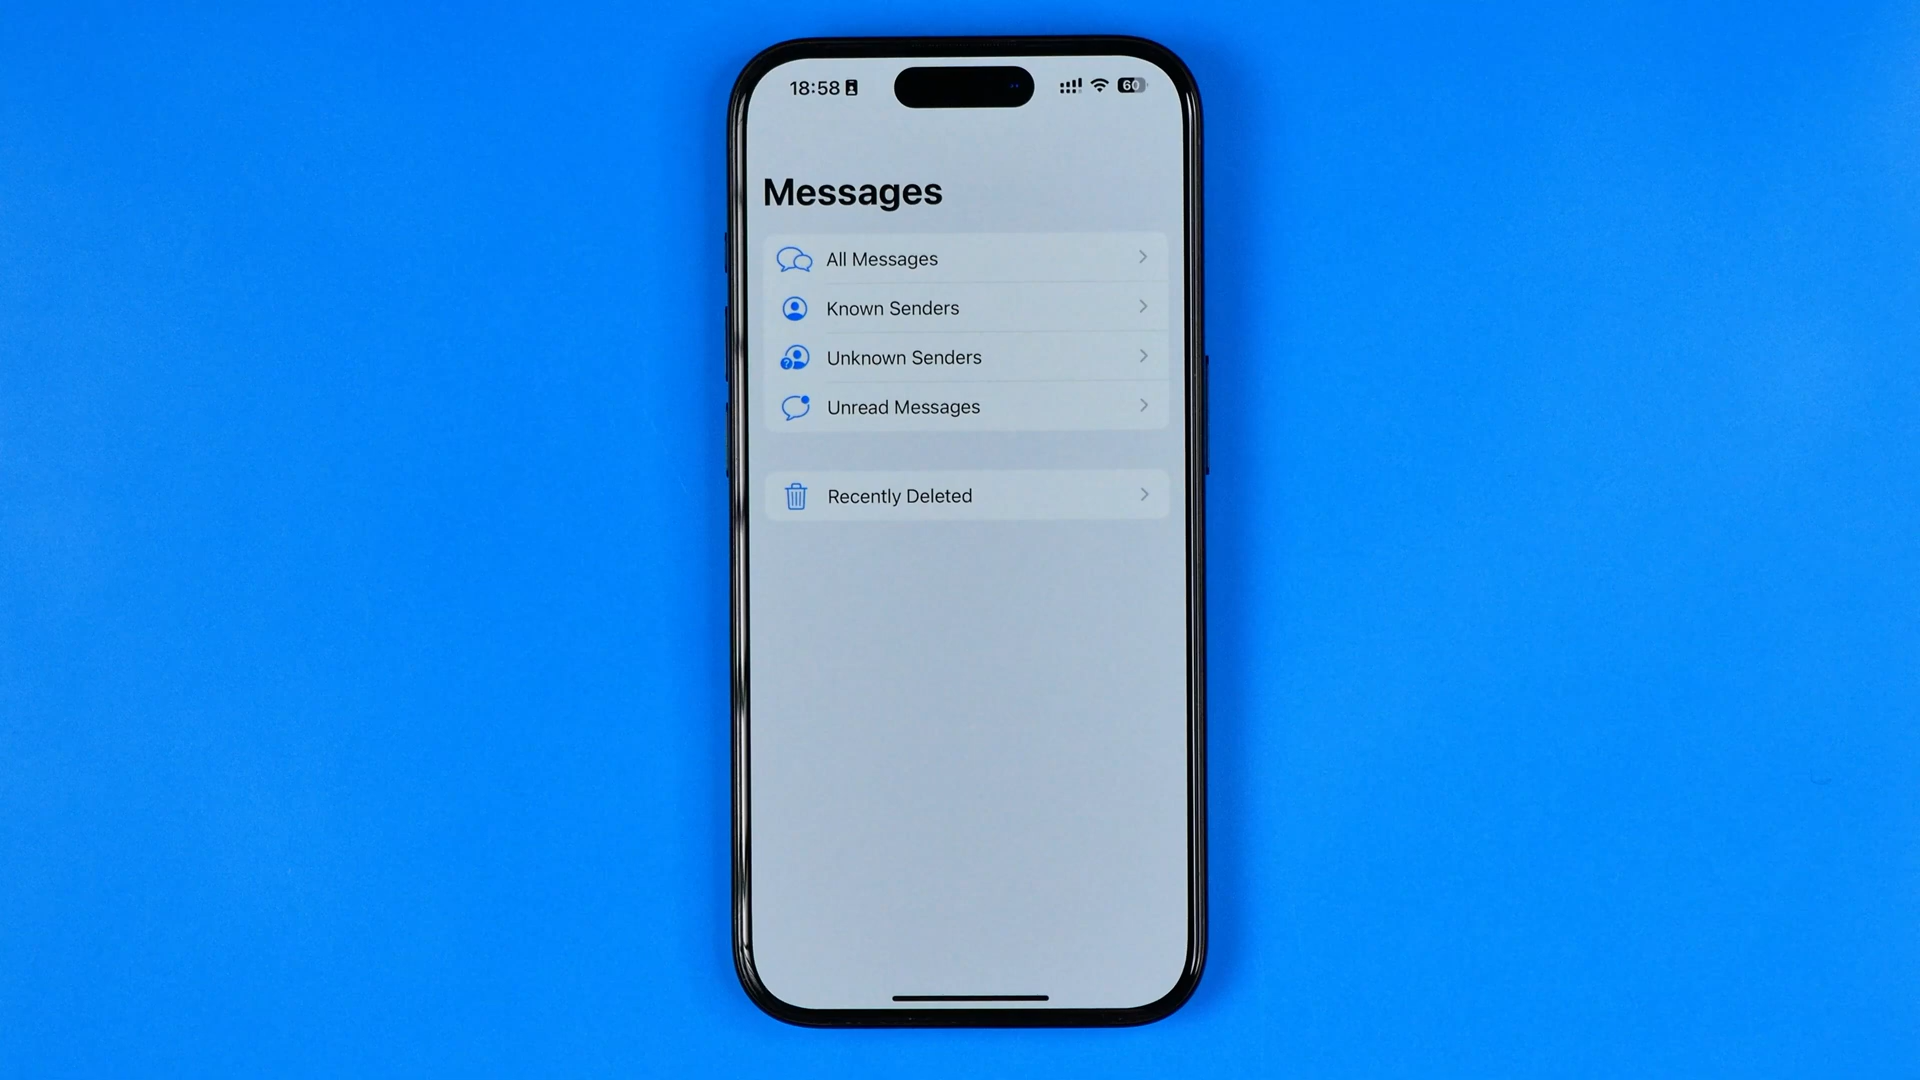 18:58
60
Messages
All Messages
Known Senders
Unknown Senders
Unread Messages
Recently Deleted